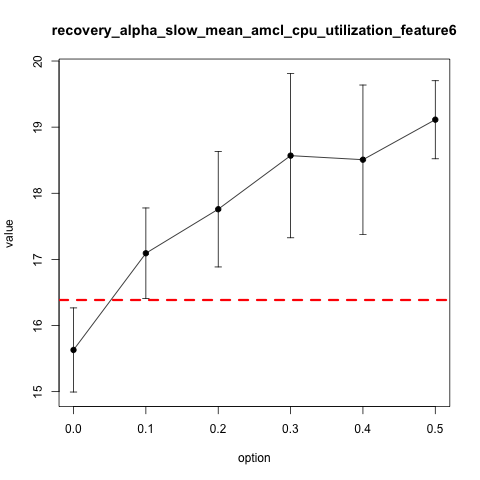 recovery_alpha_slow_mean_amcl_cpu_utilization_feature6
20
19
18
17
16
15
value
0.0 0.1 0.2 0.3 0.4 0.5
option